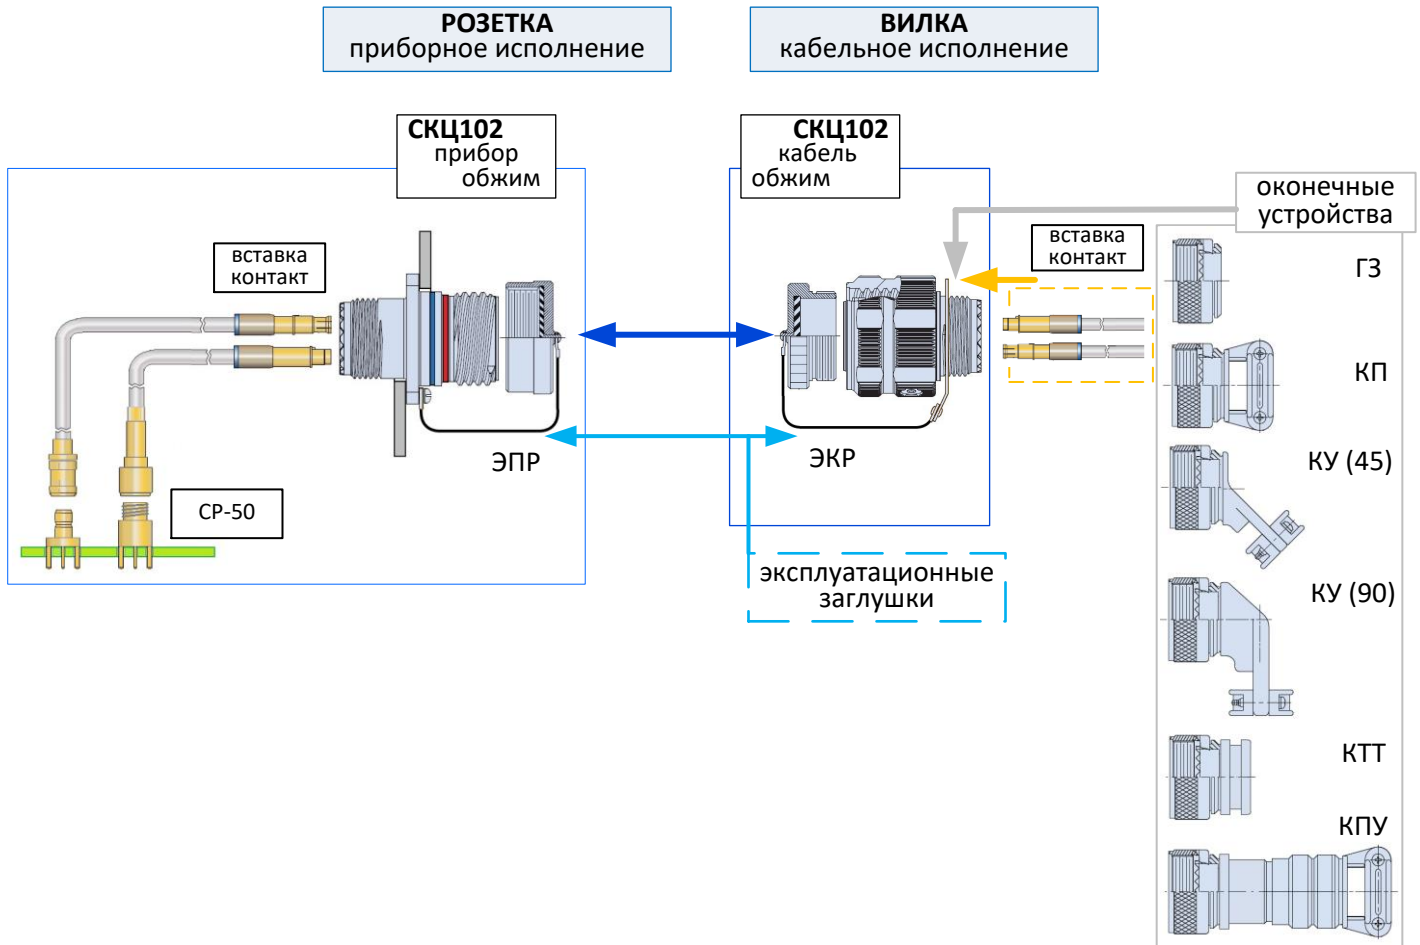 РОЗЕТКА
приборное исполнение
ВИЛКА
кабельное исполнение
СКЦ102
прибор
обжим
СКЦ102
кабель
обжим
оконечные
устройства
вставка
контакт
вставка
контакт
ГЗ
КП
КУ (45)
ЭПР
ЭКР
СР-50
эксплуатационные
заглушки
КУ (90)
КТТ
КПУ